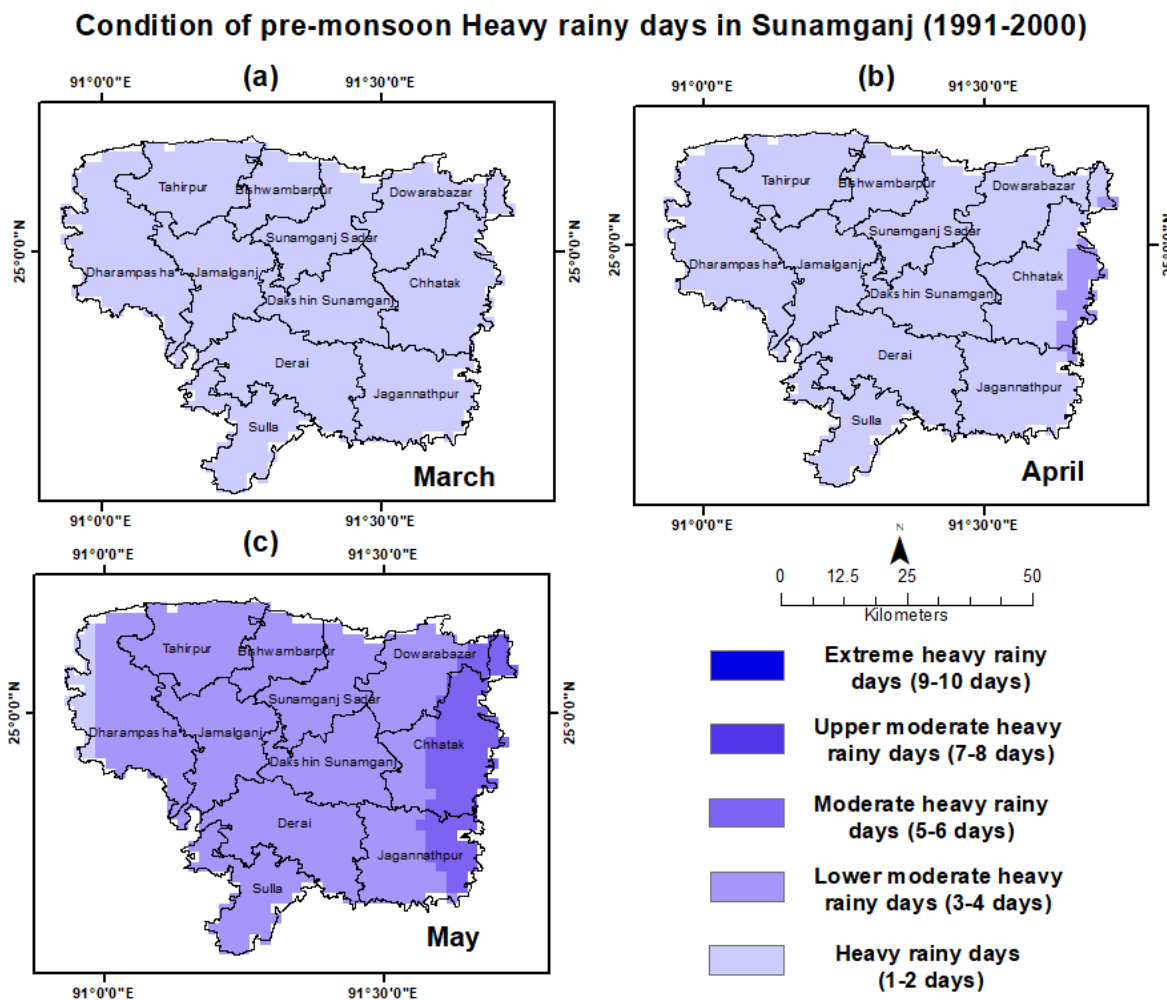 Condition of pre-monsoon Heavy rainy days in Sunamganj (1991-2000)
(a)
91°0'0"E 91°30'0"E
25°0'0"N
Tahirpur
Bishwambarpur
Dowarabazar
Sunamganj Sadar
Dharampasha
Jamalganj
Chhatak
Dakshin Sunamganj
Derai
Jagannathpur
Sulla
March
91°0'0"E 91°30'0"E
(b)
91°0'0"E 91°30'0"E
25°0'0"N
Tahirpur
Bishwambarpur
Dowarabazar
Sunamganj Sadar
Dharampasha
Jamalganj
Chhatak
Dakshin Sunamganj
Derai
Jagannathpur
Sulla
April
91°0'0"E 91°30'0"E
25°0'0"N
(c)
91°0'0"E 91°30'0"E
25°0'0"N
Tahirpur
Bishwambarpur
Dowarabazar
Sunamganj Sadar
Dharampasha
Jamalganj
Chhatak
Dakshin Sunamganj
Derai
Jagannathpur
Sulla
May
91°0'0"E 91°30'0"E
25°0'0"N
N
0 12.5 25 50
Kilometers
Extreme heavy rainy
days (9-10 days)
Upper moderate heavy
rainy days (7-8 days)
Moderate heavy rainy
days (5-6 days)
Lower moderate heavy
rainy days (3-4 days)
Heavy rainy days
(1-2 days)